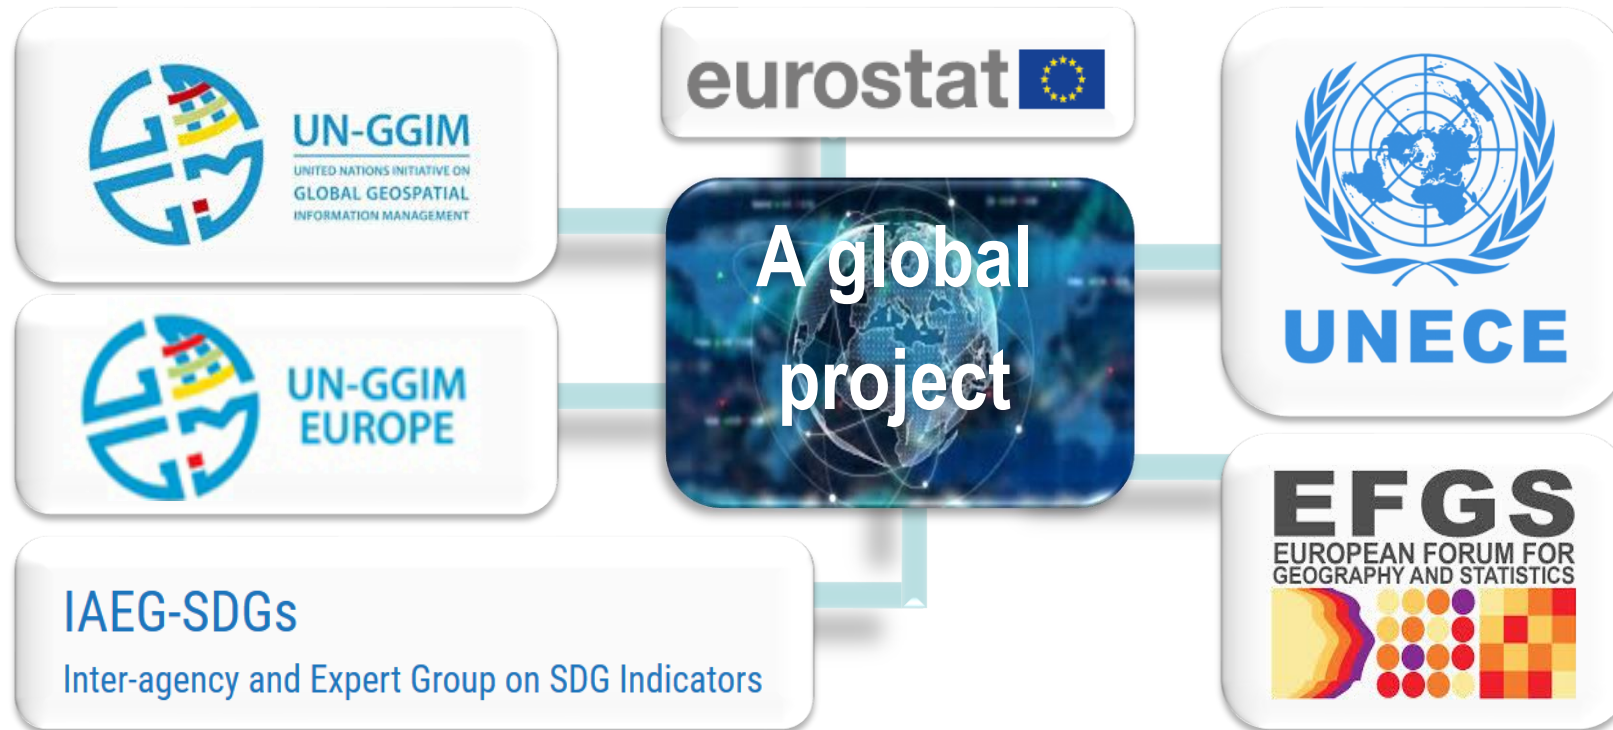 UN-GGIM
UNITED NATIONS INITIATIVE ON
GLOBAL GEOSPATIAL
INFORMATION MANAGEMENT
eurostat
UNECE
A global
project
UN-GGIM
EUROPE
EFGS
EUROPEAN FORUM FOR
GEOGRAPHY AND STATISTICS
IAEG-SDGs
Inter-agency and Expert Group on SDG Indicators